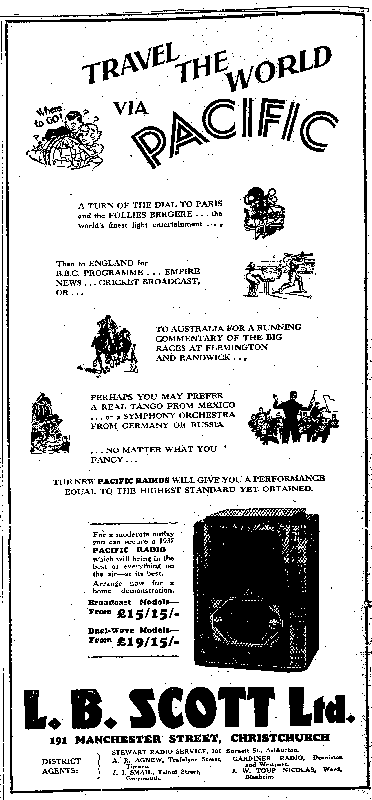 TRAVEL THE WORLD
VIA PACIFIC
Where to GO!
A TURN OF THE DIAL TO PARIS
and the FOLLIES BERGERE . . . the
world's finest light entertainment . . .
Then to ENGLAND for
B.B.C. PROGRAMME . . . EMPIRE
NEWS . . . CRICKET BROADCAST,
OR . . .
TO AUSTRALIA FOR A RUNNING
COMMENTARY OF THE BIG
RACES AT FLEMINGTON
AND RANDWICK . . .
PERHAPS YOU MAY PREFER
A REAL TANGO FROM MEXICO
. . . or a SYMPHONY ORCHESTRA
FROM GERMANY OR RUSSIA
. . . NO MATTER WHAT YOU
FANCY . . .
THE NEW PACIFIC RADIOS WILL GIVE YOU A PERFORMANCE
EQUAL TO THE HIGHEST STANDARD YET OBTAINED.
For a moderate outlay
you can secure a 1937
PACIFIC RADIO
which will bring in the
best of everything on
the air—at its best.
Arrange now for a
home demonstration.
Broadcast Models—
From £15/15/-
Dual-Wave Models—
From £19/15/-
L. B. SCOTT Ltd.
191 MANCHESTER STREET, CHRISTCHURCH
DISTRICT AGENTS:
STEWART RADIO SERVICE, Burnett St., Ashburton.
A. R. AGNEW, Trafalgar Street, Timaru.
J. I. SMAIL, Talbot Street, Geraldine.
GARDINER RADIO, Denniston and Westport.
J. W. TOUP NICOLAS, Ward, Blenheim.